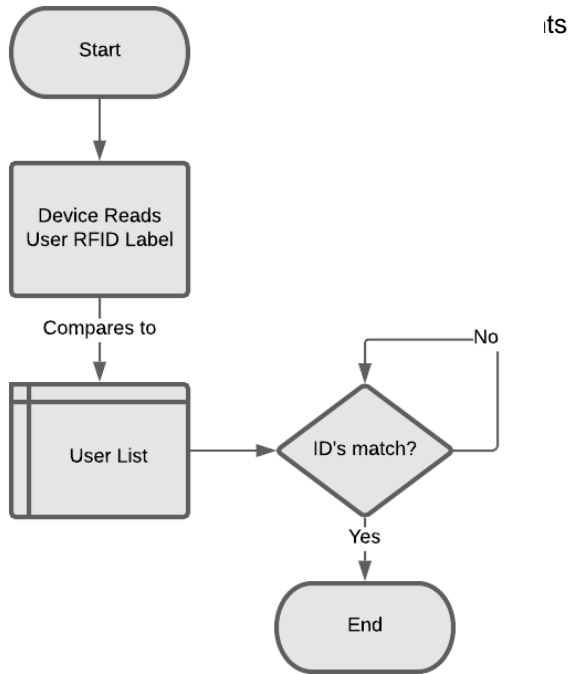 Start
Device Reads
User RFID Label
Compares to
User List
ID's match?
No
Yes
End